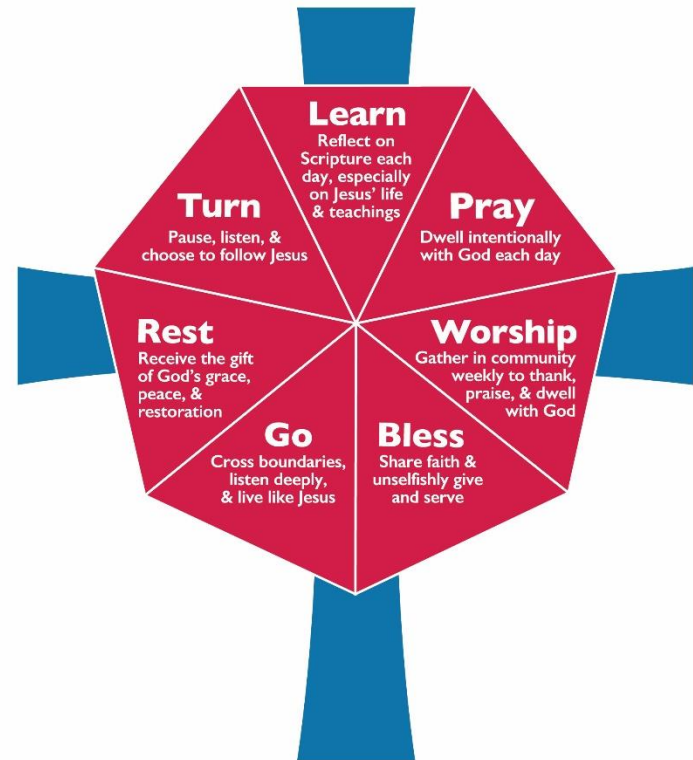 Learn
Reflect on
Scripture each
day, especially
on Jesus' life
& teachings
Turn
Pause, listen, &
choose to follow Jesus
Pray
Dwell intentionally
with God each day
Rest
Receive the gift
of God's grace,
peace, &
restoration
Worship
Gather in community
weekly to thank,
praise, & dwell
with God
Go
Cross boundaries,
listen deeply,
& live like Jesus
Bless
Share faith &
unselfishly give
and serve